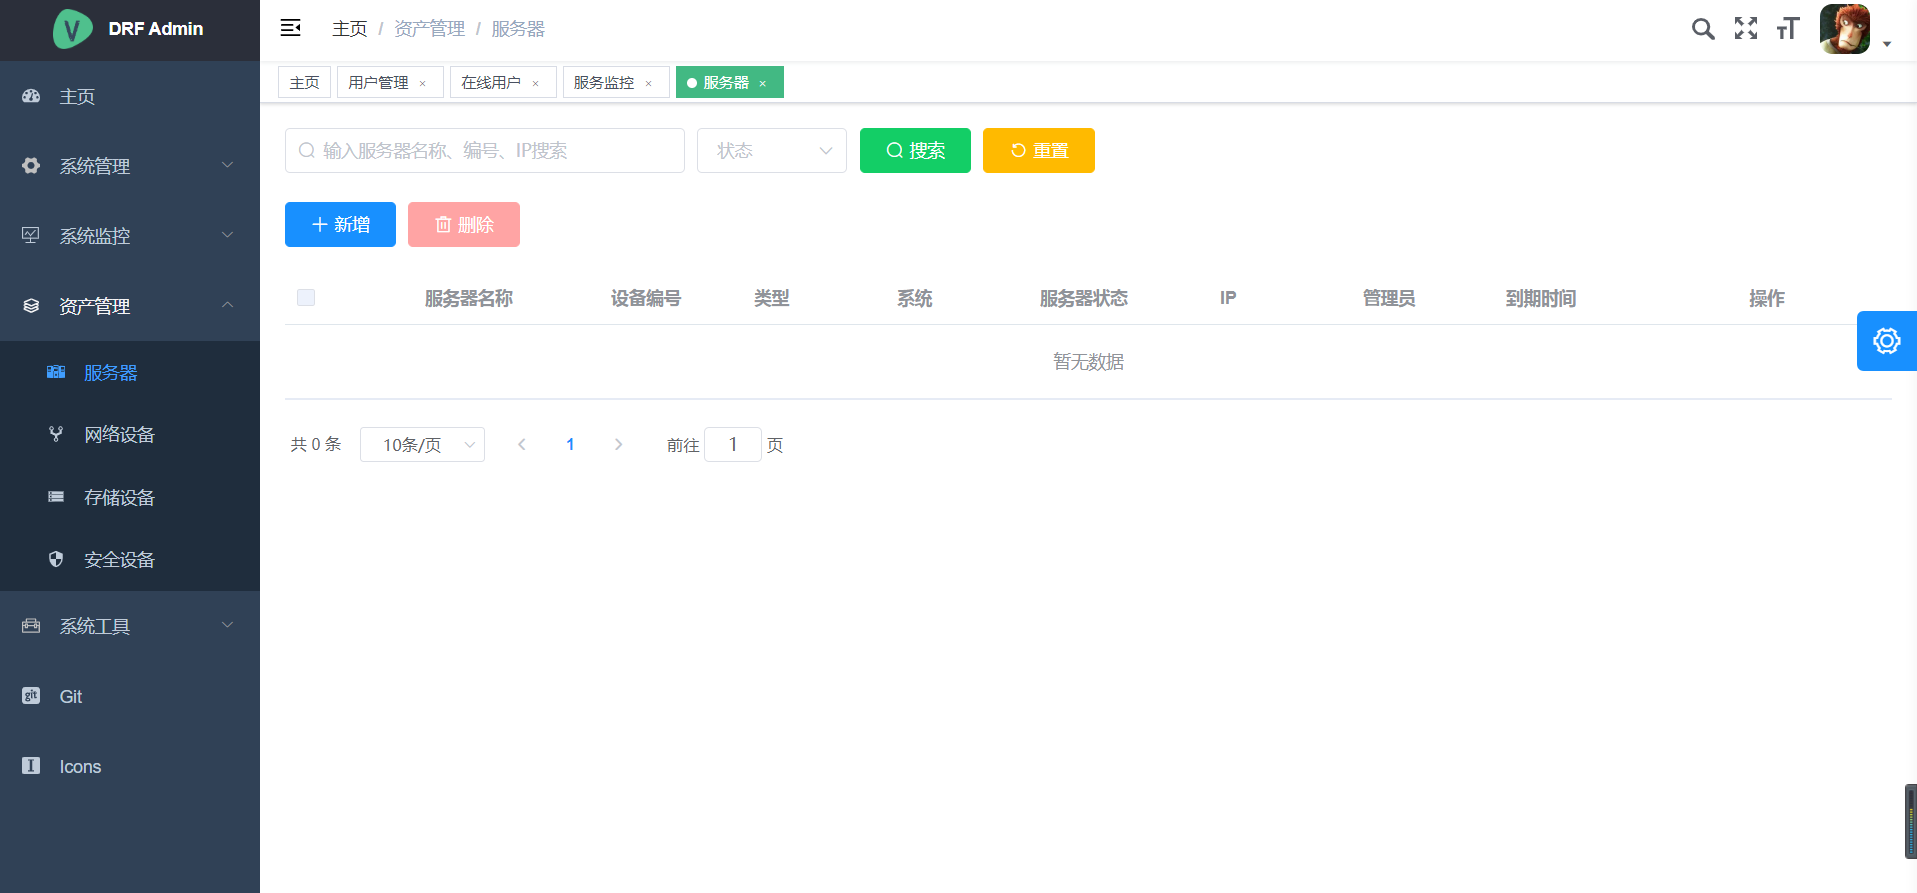 DRF Admin
主页 / 资产管理 / 服务器
主页 用户管理 × 在线用户 × 服务监控 × 服务器 ×
主页
系统管理
系统监控
资产管理
服务器
网络设备
存储设备
安全设备
系统工具
Git
Icons
输入服务器名称、编号、IP搜索 状态 搜索 重置
新增 删除
服务器名称 设备编号 类型 系统 服务器状态 IP 管理员 到期时间 操作
暂无数据
共 0 条 10条/页 1 前往 1 页